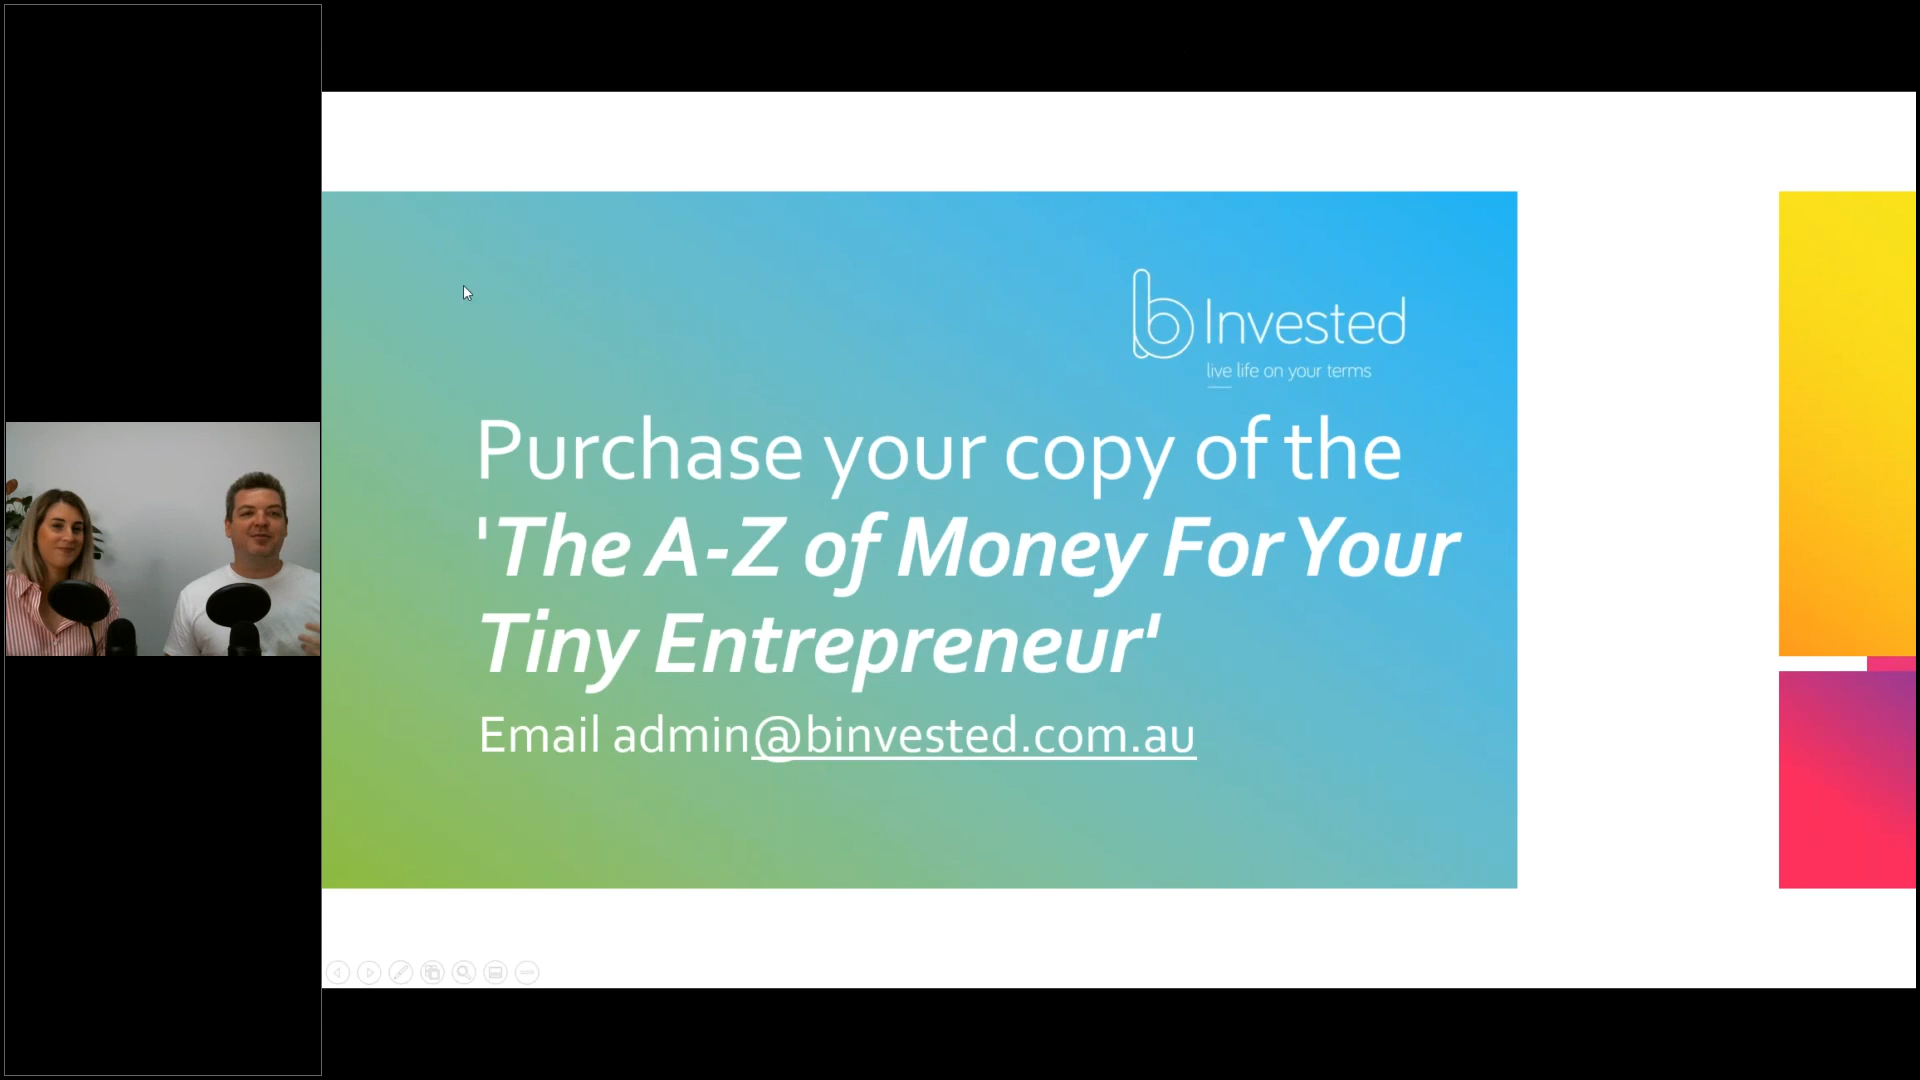 b Invested
live life on your terms
Purchase your copy of the
'The A-Z of Money For Your
Tiny Entrepreneur'
Email admin@binvested.com.au